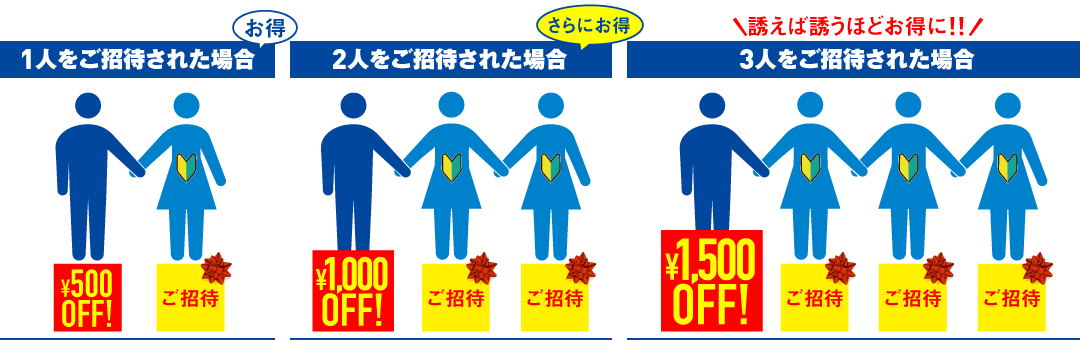 お得
1人をご招待された場合
¥500
OFF!
ご招待
さらにお得
2人をご招待された場合
¥1,000
OFF!
ご招待
ご招待
\誘えば誘うほどお得に!!/
3人をご招待された場合
¥1,500
OFF!
ご招待
ご招待
ご招待